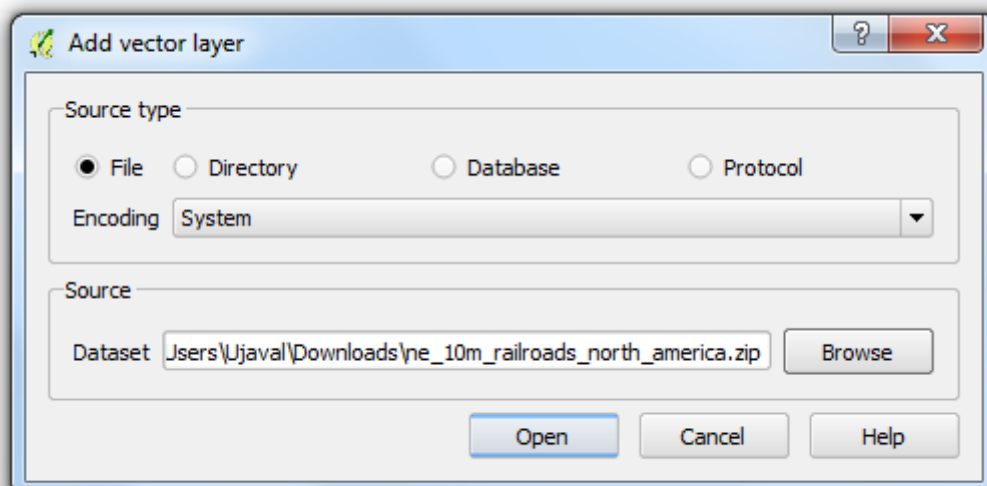 Add vector layer
Source type
File Directory Database Protocol
Encoding System
Source
Dataset Users\Ujaval\Downloads\ne_10m_railroads_north_america.zip Browse
Open Cancel Help